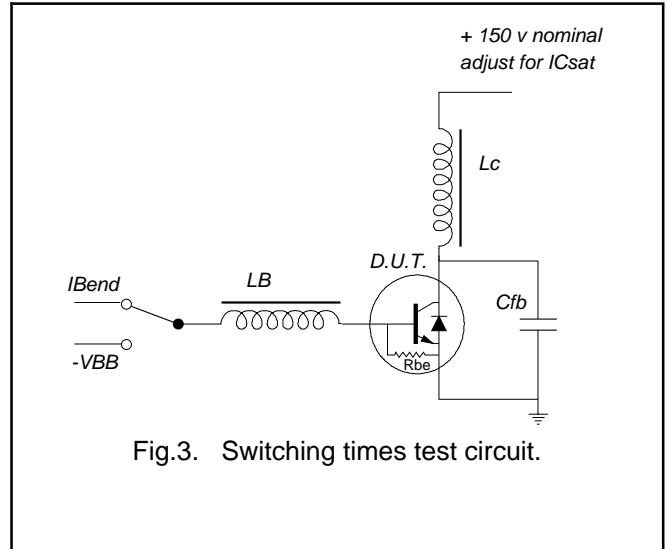 + 150 v nominal
adjust for ICsat
Lc
D.U.T.
LB
IBend
Cfb
-VBB
Rbe
Fig.3. Switching times test circuit.